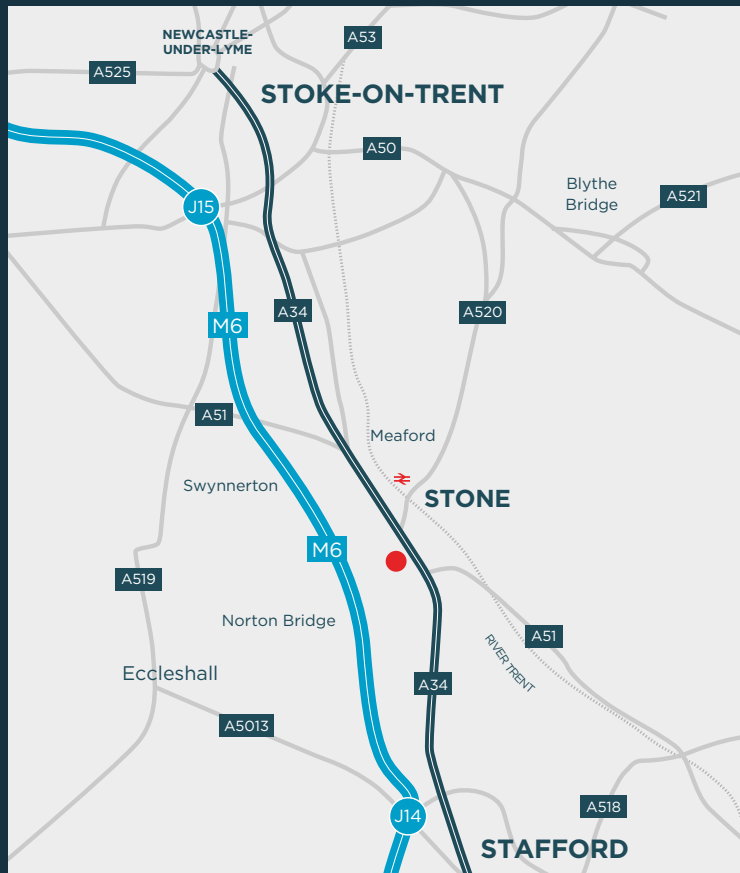 NEWCASTLE-
UNDER-LYME
A53
A525
STOKE-ON-TRENT
A50
Blythe
Bridge
A521
J15
A34
A520
M6
A51
Meaford
Swynnerton
STONE
M6
A519
Norton Bridge
A51
RIVER TRENT
Eccleshall
A34
A5013
A518
J14
STAFFORD